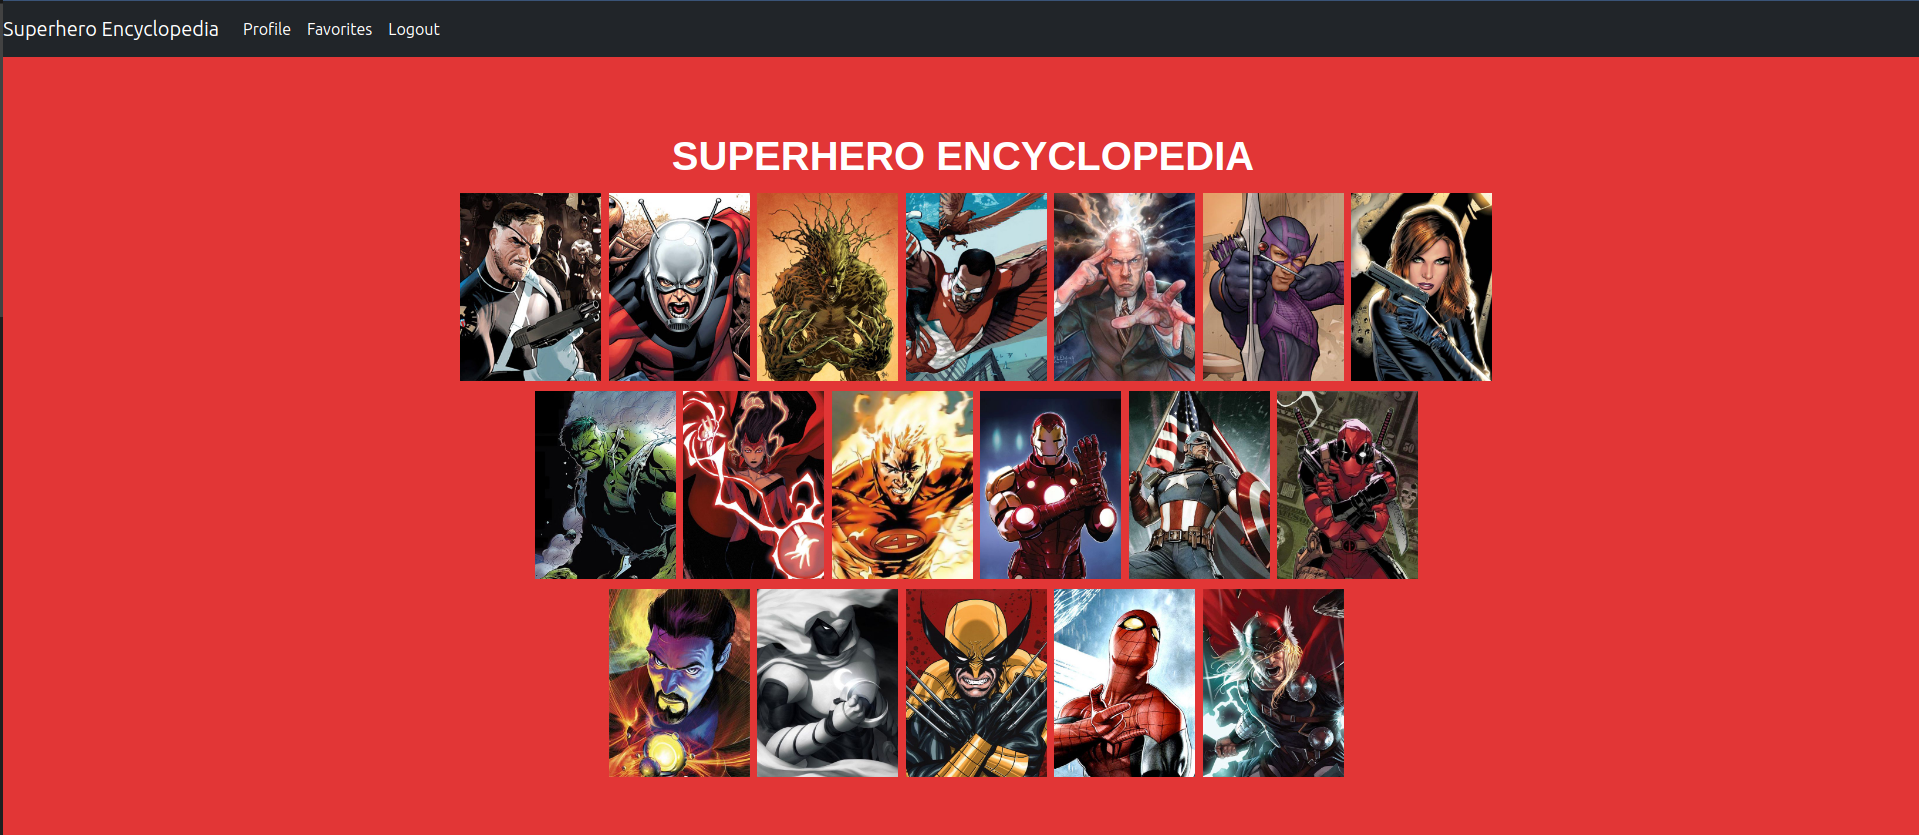 Superhero Encyclopedia Profile Favorites Logout
SUPERHERO ENCYCLOPEDIA